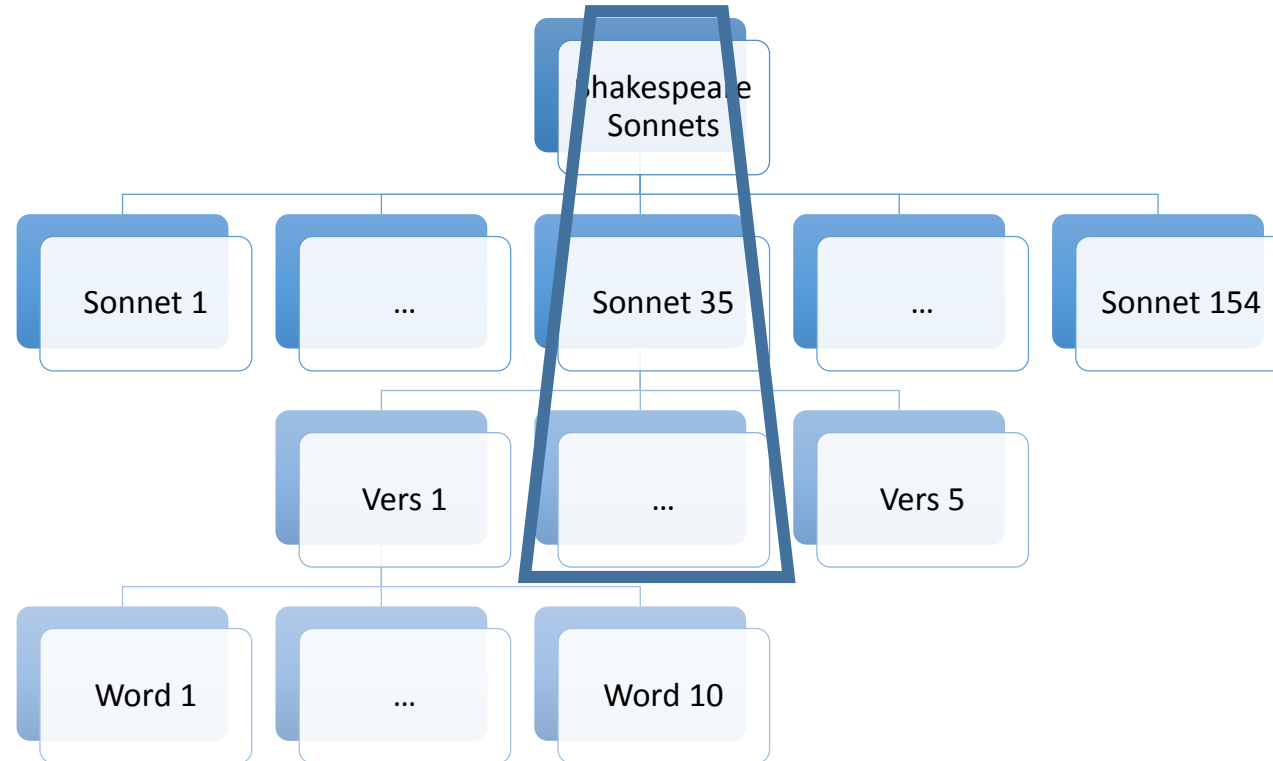 Shakespeare
Sonnets
Sonnet 1
...
Sonnet 35
...
Sonnet 154
Vers 1
...
Vers 5
Word 1
...
Word 10